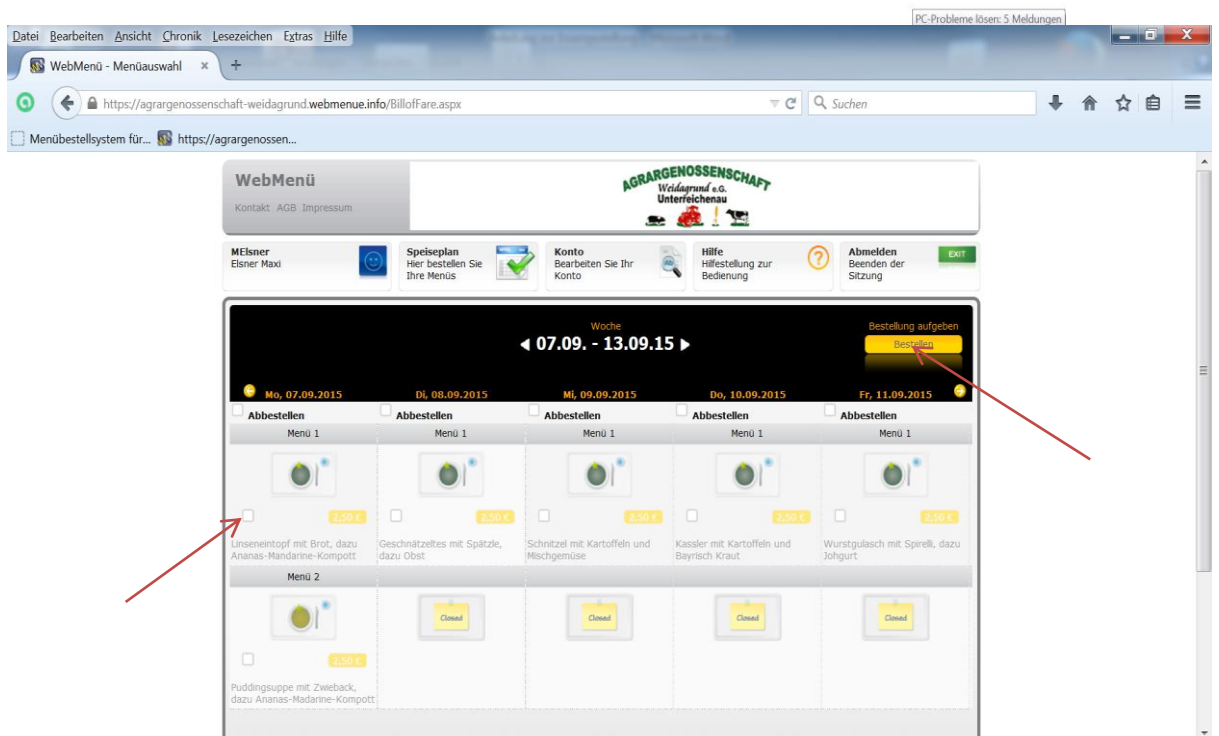 PC-Probleme lösen: 5 Meldungen
Datei Bearbeiten Ansicht Chronik Lesezeichen Extras Hilfe
WebMenü - Menüauswahl × +
https://agrargenossenschaft-weidagrund.webmenue.info/BillofFare.aspx
Suchen
Menübestellsystem für... https://agrargenossen...
WebMenü
Kontakt AGB Impressum
AGRARGENOSSENSCHAFT
Weidagrund e.G.
Unterreichenau
MElsner
Elsner Maxi
Speiseplan
Hier bestellen Sie
Ihre Menüs
Konto
Bearbeiten Sie Ihr
Konto
Hilfe
Hilfestellung zur
Bedienung
Abmelden
Beenden der
Sitzung
EXIT
Woche
07.09. - 13.09.15
Bestellung aufgeben
Bestellen
Mo, 07.09.2015 Di, 08.09.2015 Mi, 09.09.2015 Do, 10.09.2015 Fr, 11.09.2015
Abbestellen Abbestellen Abbestellen Abbestellen Abbestellen
Menü 1 Menü 1 Menü 1 Menü 1 Menü 1
2,50 € 2,50 € 2,50 € 2,50 € 2,50 €
Linseneintopf mit Brot, dazu
Ananas-Mandarine-Kompott
Geschnätzeltes mit Spätzle,
dazu Obst
Schnitzel mit Kartoffeln und
Mischgemüse
Kassler mit Kartoffeln und
Bayrisch Kraut
Wurstgulasch mit Spirelli, dazu
Johgurt
Menü 2
Closed Closed Closed Closed
2,50 €
Puddingsuppe mit Zwieback,
dazu Ananas-Madarine-Kompott